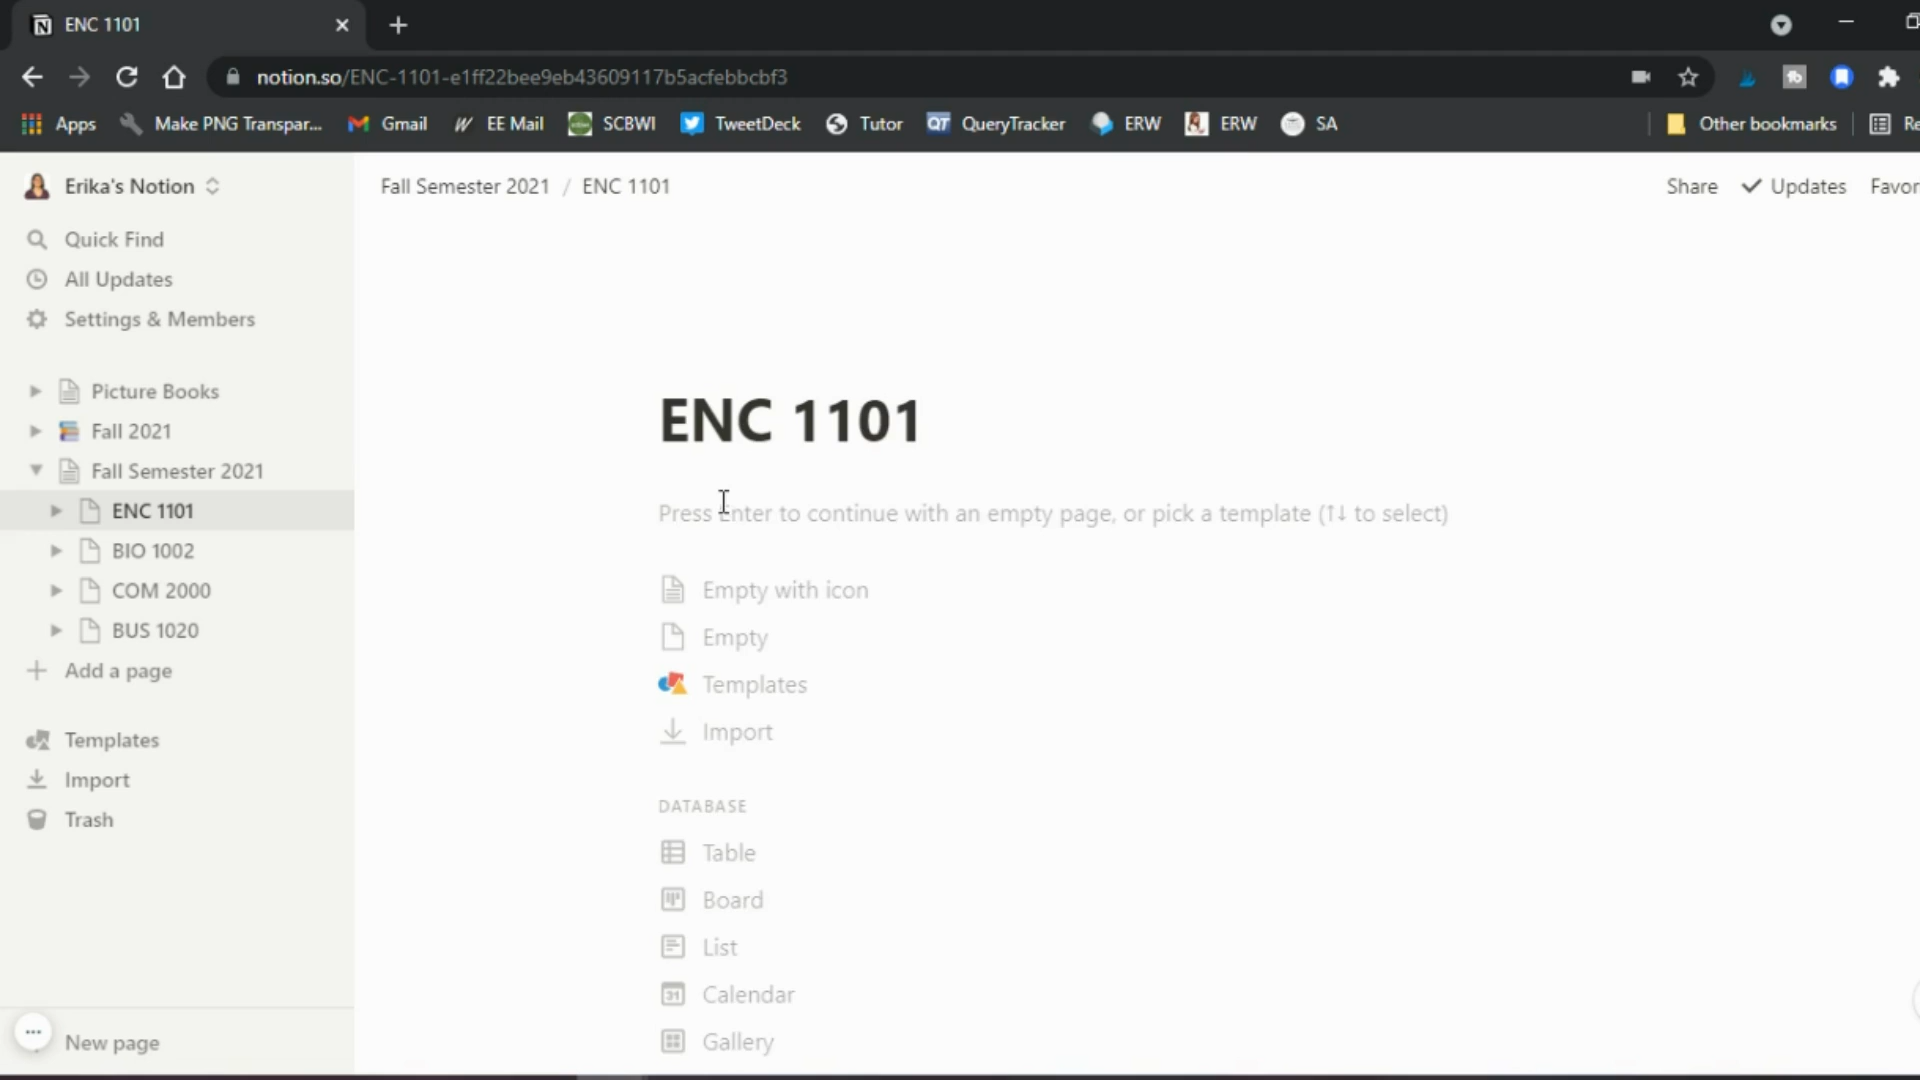 ENC 1101
notion.so/ENC-1101-e1ff22bee9eb43609117b5acfebbcbf3
Apps Make PNG Transpar... Gmail EE Mail SCBWI TweetDeck Tutor QueryTracker ERW ERW SA Other bookmarks Re
Erika's Notion
Quick Find
All Updates
Settings & Members
Picture Books
Fall 2021
Fall Semester 2021
ENC 1101
BIO 1002
COM 2000
BUS 1020
Add a page
Templates
Import
Trash
New page
Fall Semester 2021 / ENC 1101
Share Updates Favor
ENC 1101
Press Enter to continue with an empty page, or pick a template (↑↓ to select)
Empty with icon
Empty
Templates
Import
DATABASE
Table
Board
List
Calendar
Gallery